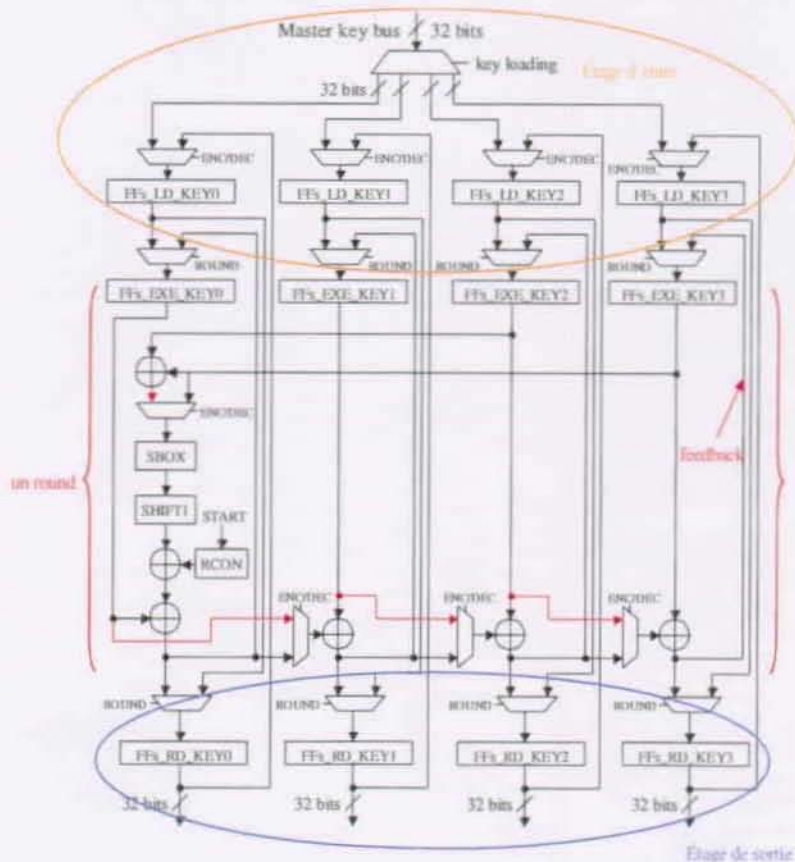 Master key bus 32 bits
key loading
Etage d'entrée
32 bits
ENC/DEC ENC/DEC ENC/DEC ENC/DEC
FFs_LD_KEY0 FFs_LD_KEY1 FFs_LD_KEY2 FFs_LD_KEY3
ROUND ROUND ROUND ROUND
FFs_EXE_KEY0 FFs_EXE_KEY1 FFs_EXE_KEY2 FFs_EXE_KEY3
ENC/DEC
SBOX
feedback
un round
SHIFT1
START
RCON
ENC/DEC ENC/DEC ENC/DEC
ROUND ROUND ROUND ROUND
FFs_RD_KEY0 FFs_RD_KEY1 FFs_RD_KEY2 FFs_RD_KEY3
32 bits 32 bits 32 bits 32 bits
Etage de sortie